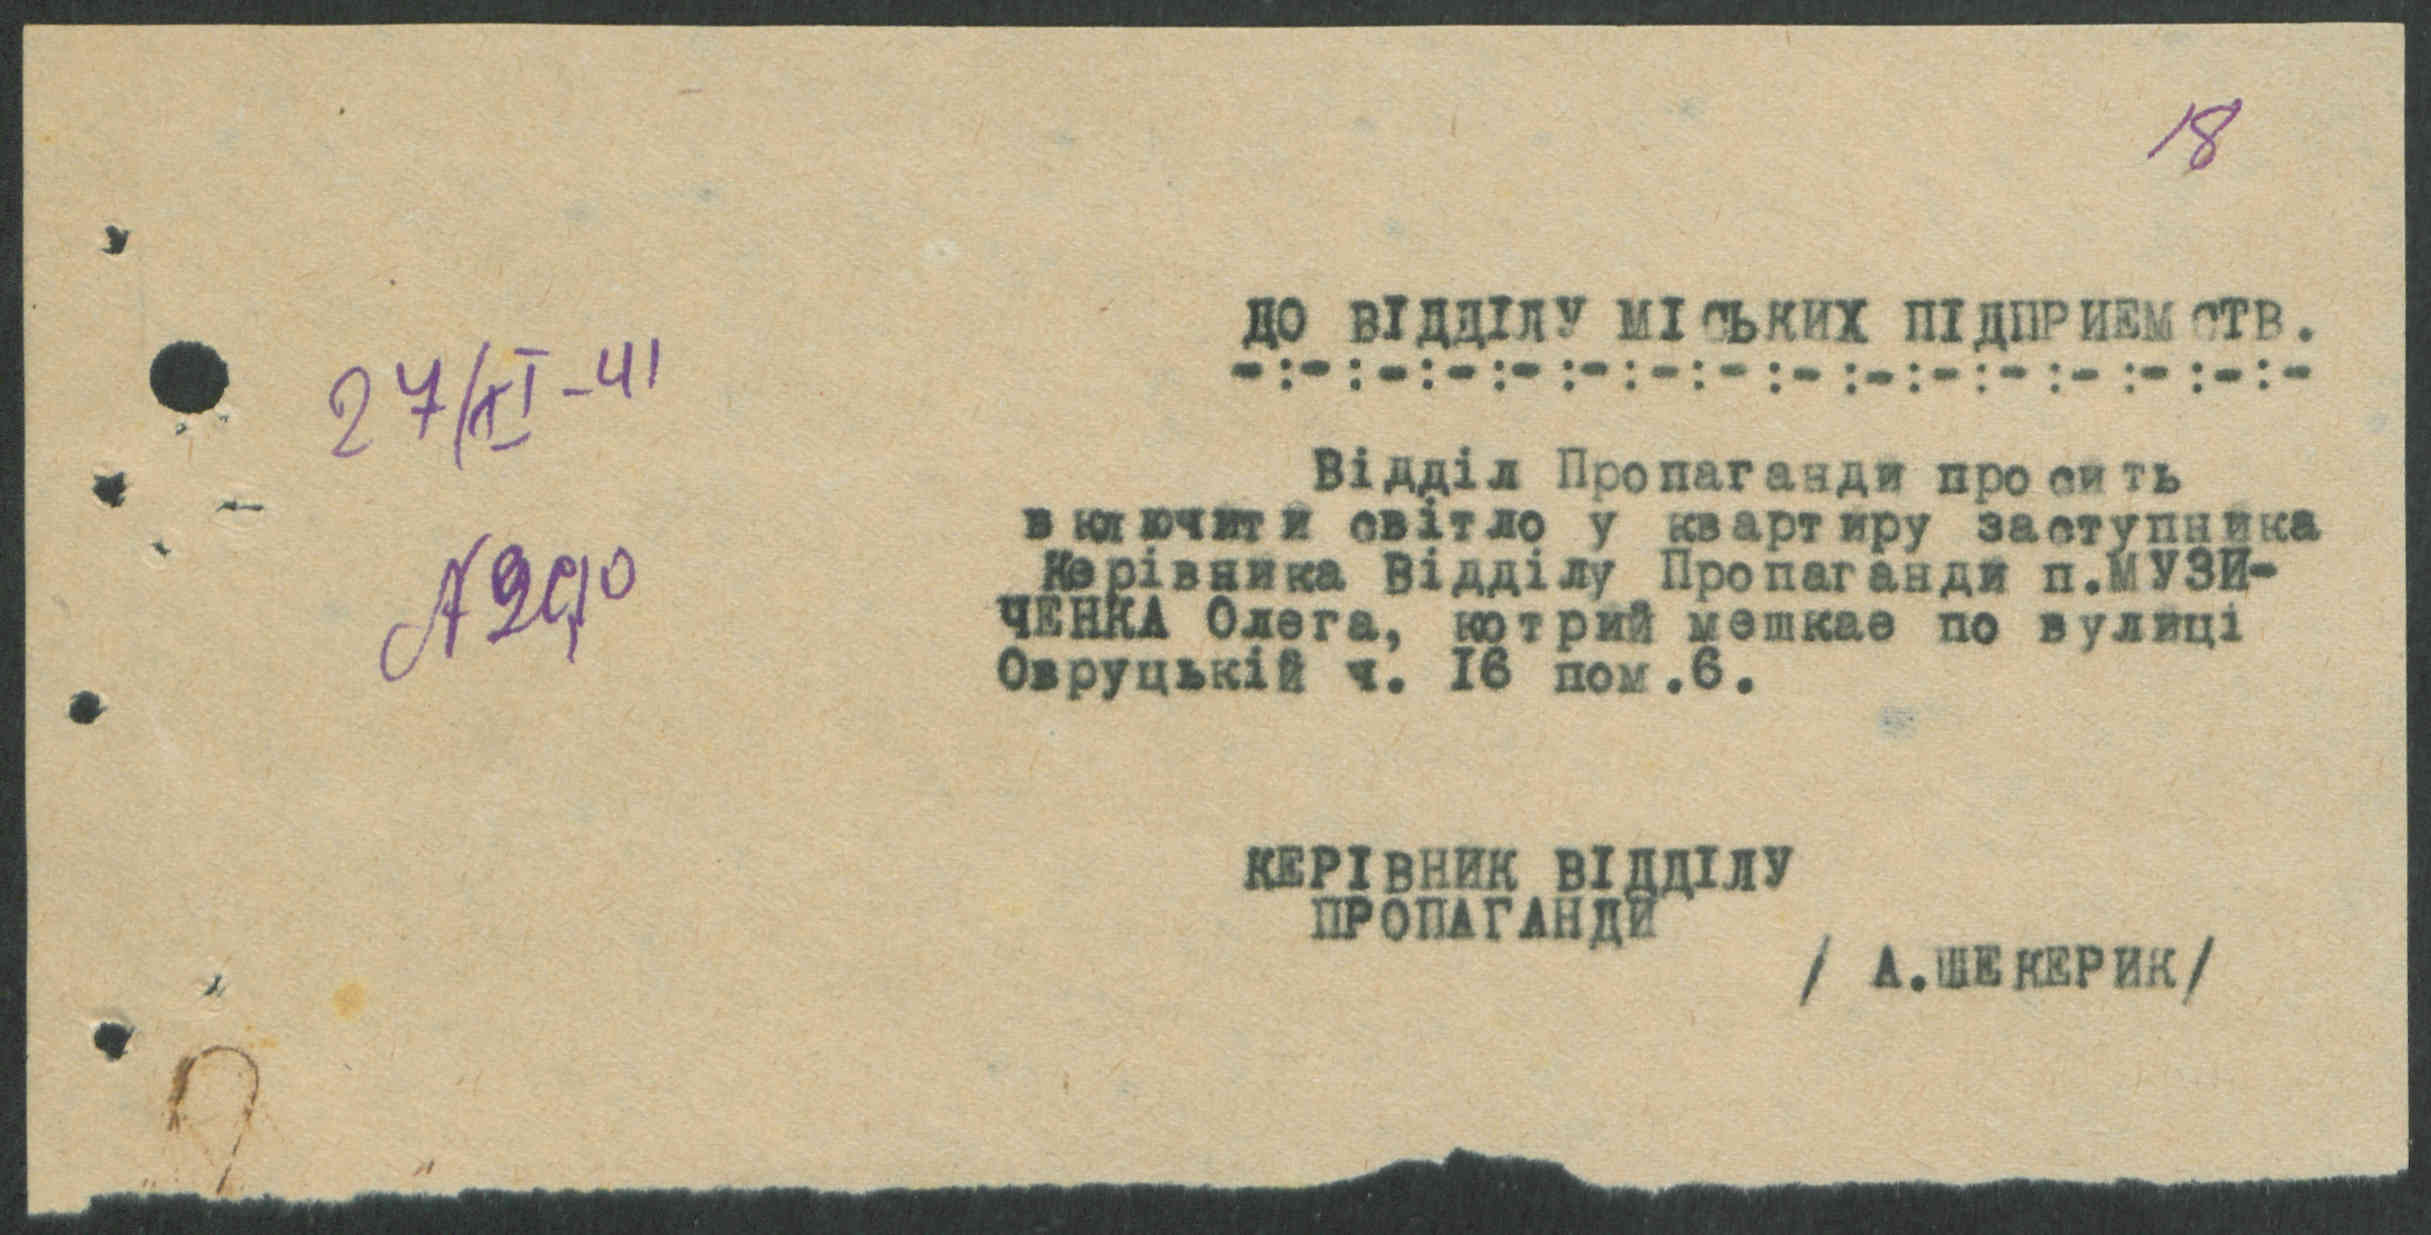 18
ДО ВІДДІЛУ МІСЬКИХ ПІДПРИЕМСТВ.
-:-:-:-:-:-:-:-:-:-:-:-:-:-:-:-
27/XI-41
Відділ Пропаганди просить
включити світло у квартиру заступника
Керівника Відділу Пропаганди п.МУЗИ-
ЧЕНКА Олега, котрий мешкае по вулиці
Овруцькій ч. 16 пом.6.
КЕРІВНИК ВІДДІЛУ
ПРОПАГАНДИ
/ А.ШЕКЕРИК/